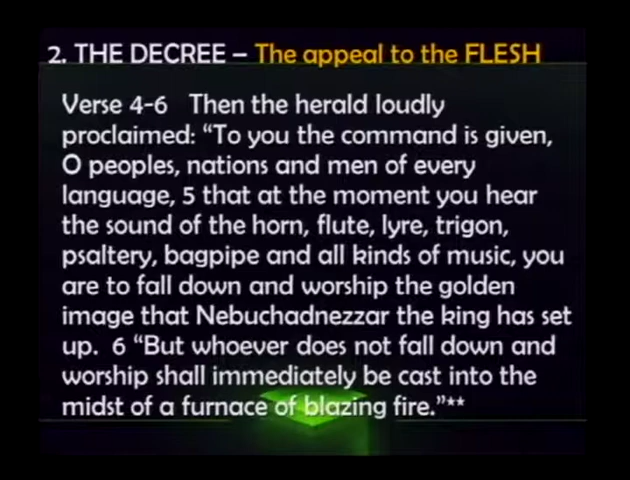 2. THE DECREE – The appeal to the FLESH
Verse 4-6   Then the herald loudly
proclaimed: “To you the command is given,
O peoples, nations and men of every
language, 5 that at the moment you hear
the sound of the horn, flute, lyre, trigon,
psaltery, bagpipe and all kinds of music, you
are to fall down and worship the golden
image that Nebuchadnezzar the king has set
up.  6 “But whoever does not fall down and
worship shall immediately be cast into the
midst of a furnace of blazing fire.”**